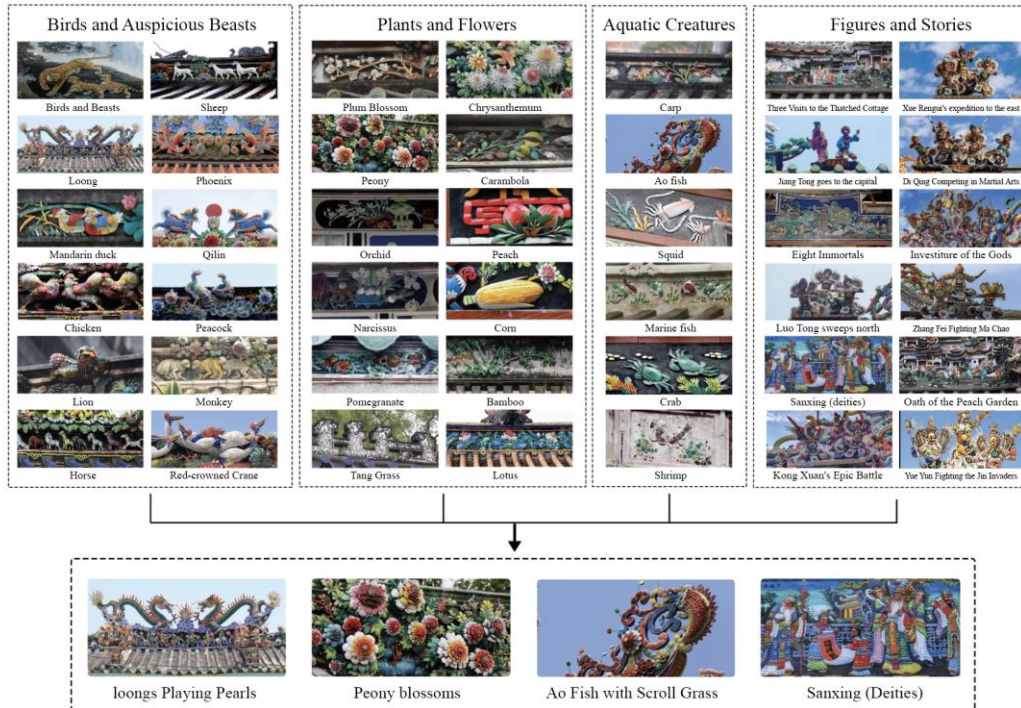 Birds and Auspicious Beasts
Birds and Beasts
Sheep
Loong
Phoenix
Mandarin duck
Qilin
Chicken
Peacock
Lion
Monkey
Horse
Red-crowned Crane
Plants and Flowers
Plum Blossom
Chrysanthemum
Peony
Carambola
Orchid
Peach
Narcissus
Corn
Pomegranate
Bamboo
Tang Grass
Lotus
Aquatic Creatures
Carp
Ao fish
Squid
Marine fish
Crab
Shrimp
Figures and Stories
Three Visits to the Thatched Cottage
Xue Rengui's expedition to the east
Jiang Tong goes to the capital
Di Qing Competing in Martial Arts
Eight Immortals
Investiture of the Gods
Luo Tong sweeps north
Zhang Fei Fighting Ma Chao
Sanxing (deities)
Oath of the Peach Garden
Kong Xuan's Epic Battle
Yue Yun Fighting the Jin Invaders
loongs Playing Pearls
Peony blossoms
Ao Fish with Scroll Grass
Sanxing (Deities)